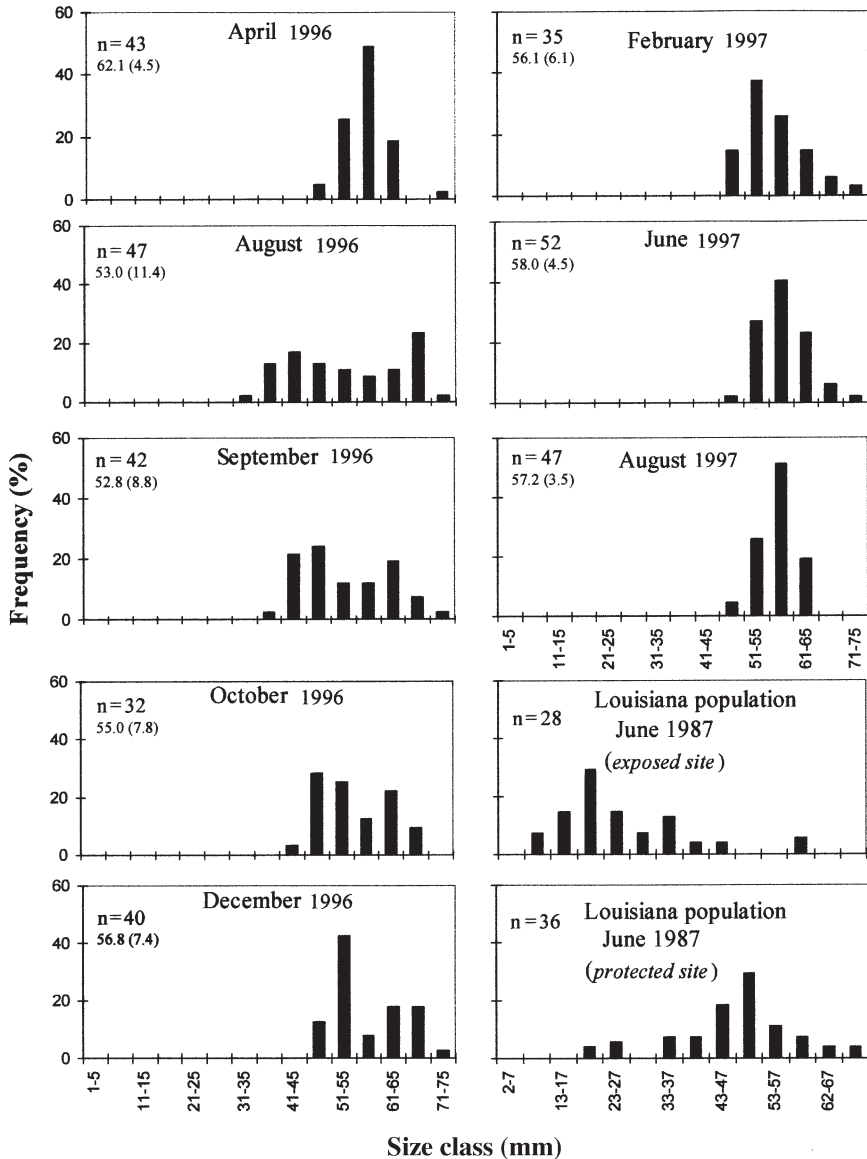 Frequency (%)
60
40
20
0
n=43
62.1 (4.5)
April 1996
60
40
20
0
n=47
53.0 (11.4)
August 1996
60
40
20
0
n=42
52.8 (8.8)
September 1996
60
40
20
0
n=32
55.0 (7.8)
October 1996
60
40
20
0
n=40
56.8 (7.4)
December 1996
1-5
11-15
21-25
31-35
41-45
51-55
61-65
71-75
n=35
56.1 (6.1)
February 1997
n=52
58.0 (4.5)
June 1997
n=47
57.2 (3.5)
August 1997
1-5
11-15
21-25
31-35
41-45
51-55
61-65
71-75
n=28
Louisiana population
June 1987
(exposed site)
n=36
Louisiana population
June 1987
(protected site)
2-7
13-17
23-27
33-37
43-47
53-57
62-67
Size class (mm)